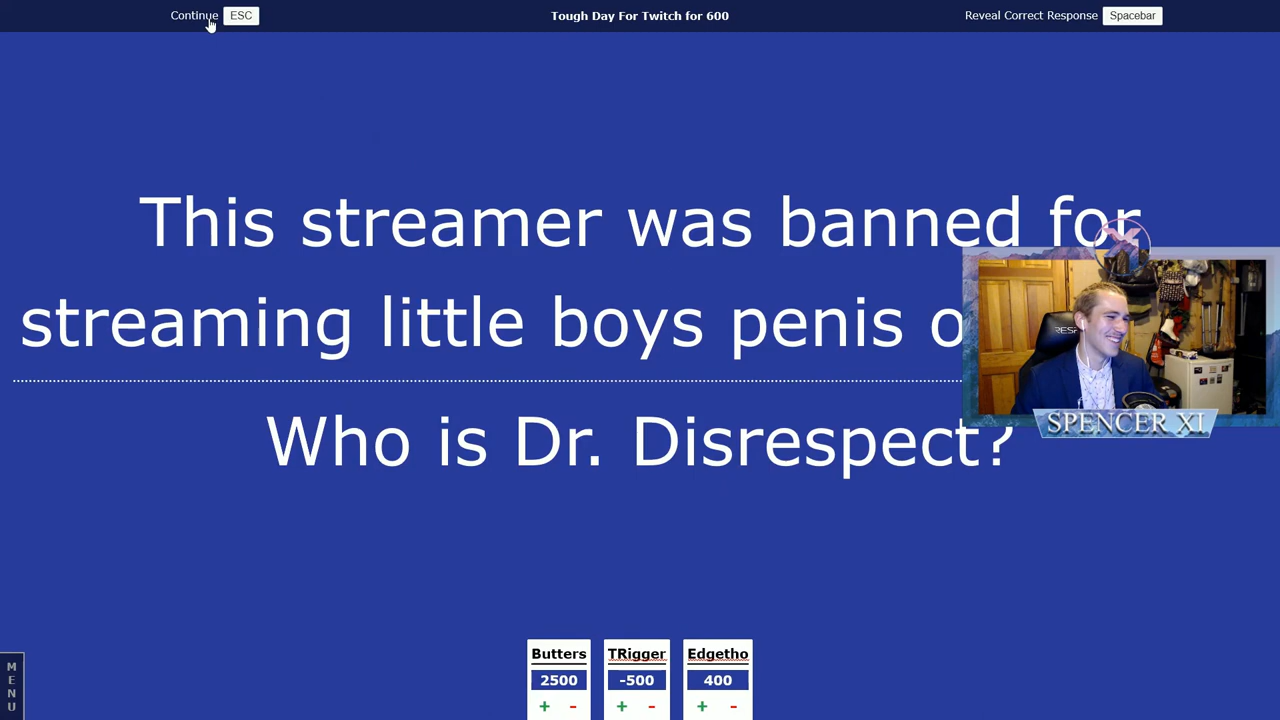 Continue ESC Tough Day For Twitch for 600 Reveal Correct Response Spacebar
This streamer was banned for
streaming little boys penis
Who is Dr. Disrespect?
SPENCER XI
Butters TRigger Edgetho
2500 -500 400
+ - + - + -
MENU